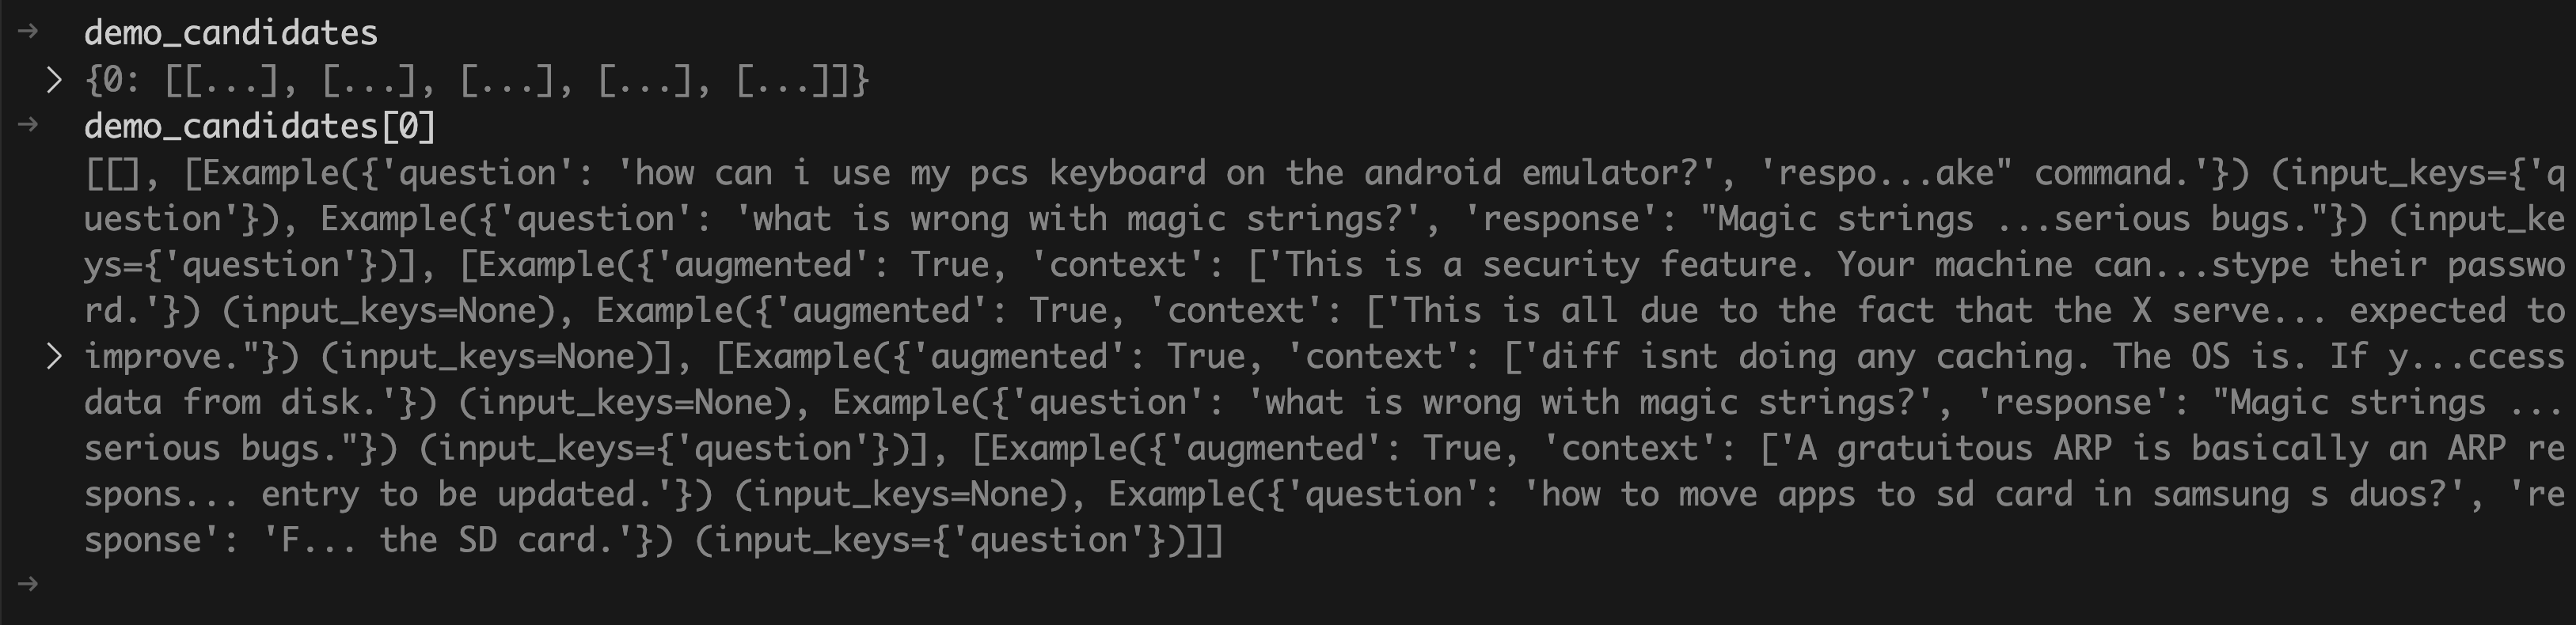 → demo_candidates
> {0: [[...], [...], [...], [...], [...]]}
→ demo_candidates[0]
[[], [Example({'question': 'how can i use my pcs keyboard on the android emulator?', 'respo...ake" command.'}) (input_keys={'q
uestion'}), Example({'question': 'what is wrong with magic strings?', 'response': "Magic strings ...serious bugs."}) (input_ke
ys={'question'})], [Example({'augmented': True, 'context': ['This is a security feature. Your machine can...stype their passwo
rd.'}) (input_keys=None), Example({'augmented': True, 'context': ['This is all due to the fact that the X serve... expected to
> improve."}) (input_keys=None)], [Example({'augmented': True, 'context': ['diff isnt doing any caching. The OS is. If y...ccess
data from disk.'}) (input_keys=None), Example({'question': 'what is wrong with magic strings?', 'response': "Magic strings ...
serious bugs."}) (input_keys={'question'})], [Example({'augmented': True, 'context': ['A gratuitous ARP is basically an ARP re
spons... entry to be updated.'}) (input_keys=None), Example({'question': 'how to move apps to sd card in samsung s duos?', 're
sponse': 'F... the SD card.'}) (input_keys={'question'})]]
→